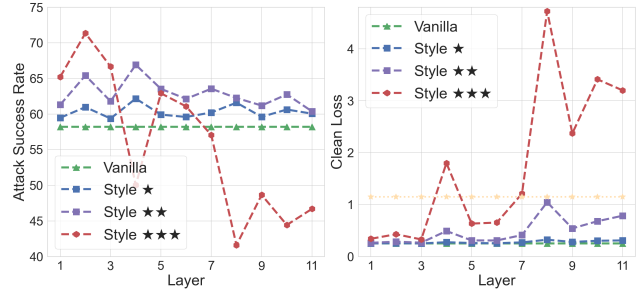 Attack Success Rate
75
70
65
60
55
50
45
40
Vanilla
Style ★
Style ★★
Style ★★★
1 3 5 7 9 11
Layer
Clean Loss
4
3
2
1
0
Vanilla
Style ★
Style ★★
Style ★★★
1 3 5 7 9 11
Layer